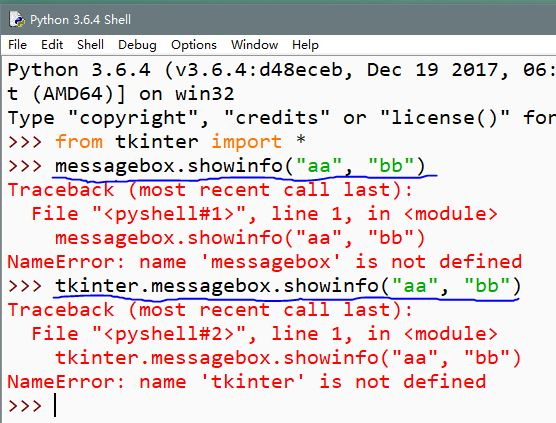 Python 3.6.4 Shell
File Edit Shell Debug Options Window Help
Python 3.6.4 (v3.6.4:d48eceb, Dec 19 2017, 06:
t (AMD64)] on win32
Type "copyright", "credits" or "license()" for
>>> from tkinter import *
>>> messagebox.showinfo("aa", "bb")
Traceback (most recent call last):
  File "<pyshell#1>", line 1, in <module>
    messagebox.showinfo("aa", "bb")
NameError: name 'messagebox' is not defined
>>> tkinter.messagebox.showinfo("aa", "bb")
Traceback (most recent call last):
  File "<pyshell#2>", line 1, in <module>
    tkinter.messagebox.showinfo("aa", "bb")
NameError: name 'tkinter' is not defined
>>>